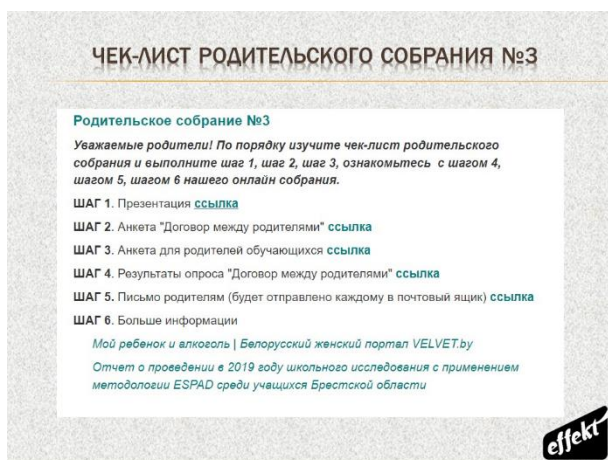 ЧЕК-ЛИСТ РОДИТЕЛЬСКОГО СОБРАНИЯ №3
Родительское собрание №3
Уважаемые родители! По порядку изучите чек-лист родительского
собрания и выполните шаг 1, шаг 2, шаг 3, ознакомьтесь с шагом 4,
шагом 5, шагом 6 нашего онлайн собрания.
ШАГ 1. Презентация ссылка
ШАГ 2. Анкета "Договор между родителями" ссылка
ШАГ 3. Анкета для родителей обучающихся ссылка
ШАГ 4. Результаты опроса "Договор между родителями" ссылка
ШАГ 5. Письмо родителям (будет отправлено каждому в почтовый ящик) ссылка
ШАГ 6. Больше информации
Мой ребенок и алкоголь | Белорусский женский портал VELVET.by
Отчет о проведении в 2019 году школьного исследования с применением
методологии ESPAD среди учащихся Брестской области
effekt